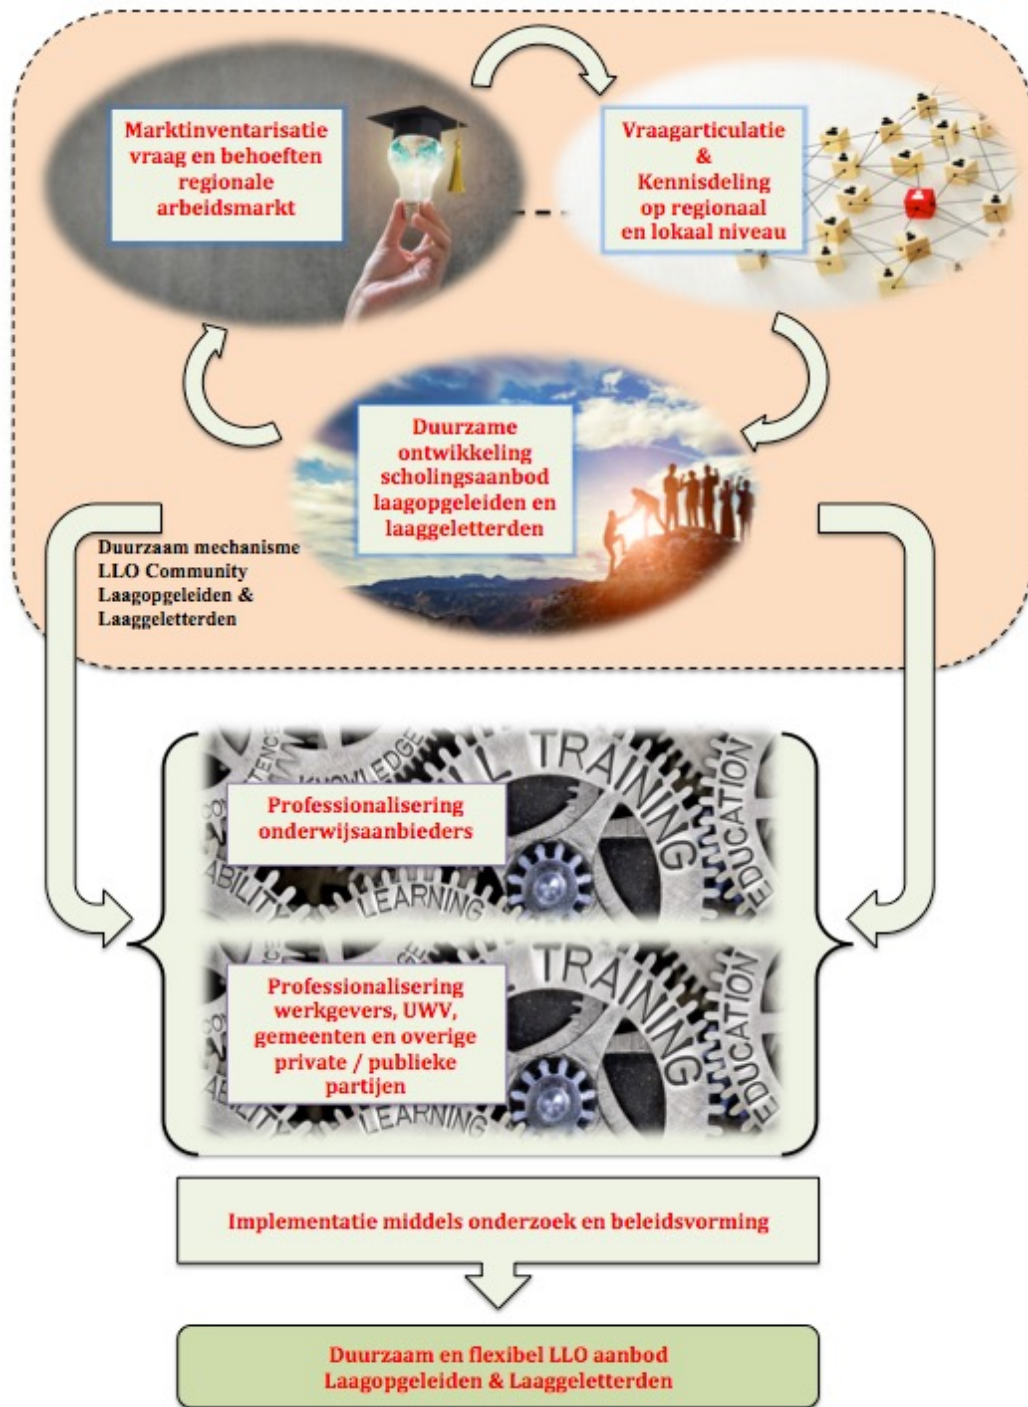 Marktinventarisatie
vraag en behoeften
regionale
arbeidsmarkt
Vraagarticulatie
&
Kennisdeling
op regionaal
en lokaal niveau
Duurzame
ontwikkeling
scholingsaanbod
laagopgeleiden en
laaggeletterden
Duurzaam mechanisme
LLO Community
Laagopgeleiden &
Laaggeletterden
KNOWLEDGE
TRAINING
EDUCATION
ABILITY
LEARNING
Professionalisering
onderwijsaanbieders
TRAINING
EDUCATION
LEARNING
Professionalisering
werkgevers, UWV,
gemeenten en overige
private / publieke
partijen
Implementatie middels onderzoek en beleidsvorming
Duurzaam en flexibel LLO aanbod
Laagopgeleiden & Laaggeletterden